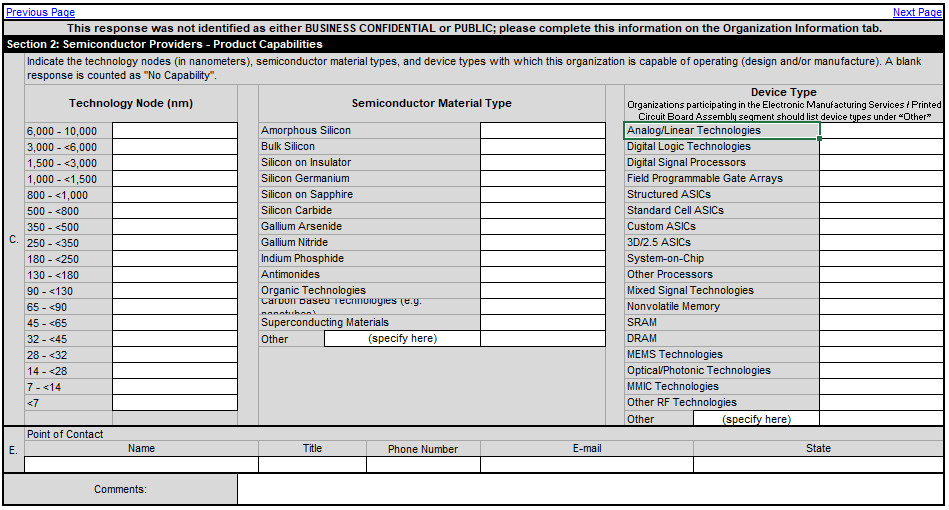 Previous Page Next Page
This response was not identified as either BUSINESS CONFIDENTIAL or PUBLIC; please complete this information on the Organization Information tab.
Section 2: Semiconductor Providers - Product Capabilities
C.
Indicate the technology nodes (in nanometers), semiconductor material types, and device types with which this organization is capable of operating (design and/or manufacture). A blank
response is counted as "No Capability".
Technology Node (nm)
6,000 - 10,000
3,000 - <6,000
1,500 - <3,000
1,000 - <1,500
800 - <1,000
500 - <800
350 - <500
250 - <350
180 - <250
130 - <180
90 - <130
65 - <90
45 - <65
32 - <45
28 - <32
14 - <28
7 - <14
<7
Semiconductor Material Type
Amorphous Silicon
Bulk Silicon
Silicon on Insulator
Silicon Germanium
Silicon on Sapphire
Silicon Carbide
Gallium Arsenide
Gallium Nitride
Indium Phosphide
Antimonides
Organic Technologies
Carbon Based Technologies (e.g.
nanotubes)
Superconducting Materials
Other (specify here)
Device Type
Organizations participating in the Electronic Manufacturing Services / Printed
Circuit Board Assembly segment should list device types under “Other”
Analog/Linear Technologies
Digital Logic Technologies
Digital Signal Processors
Field Programmable Gate Arrays
Structured ASICs
Standard Cell ASICs
Custom ASICs
3D/2.5 ASICs
System-on-Chip
Other Processors
Mixed Signal Technologies
Nonvolatile Memory
SRAM
DRAM
MEMS Technologies
Optical/Photonic Technologies
MMIC Technologies
Other RF Technologies
Other (specify here)
E.
Point of Contact
Name Title Phone Number E-mail State
Comments: